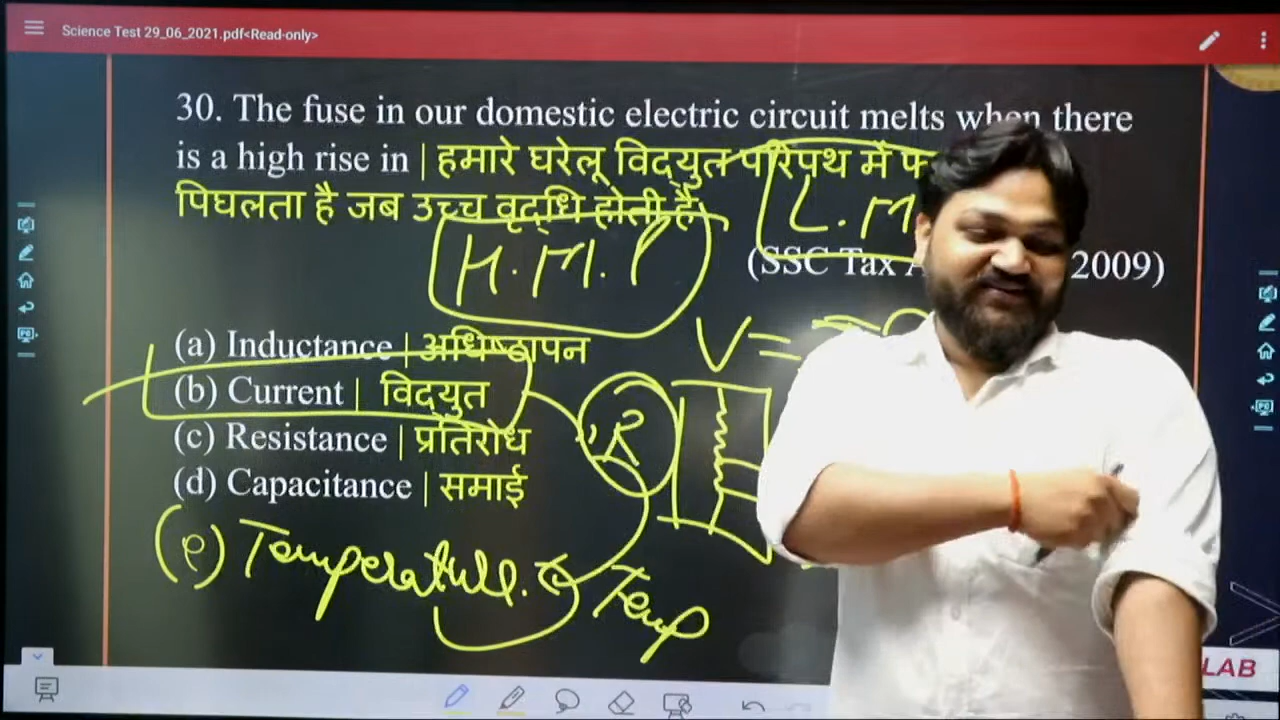 Science Test 29_06_2021.pdf<Read-only>
30. The fuse in our domestic electric circuit melts when there
is a high rise in | हमारे घरेलू विद्युत परिपथ में
पिघलता है जब उच्च वृद्धि होती है:
L.M
H.M.P
(SSC Tax 2009)
V=
(a) Inductance | अधिष्ठापन
(b) Current | विद्युत
(c) Resistance | प्रतिरोध
R
(d) Capacitance | समाई
(e) Temperature.
Temp
LAB